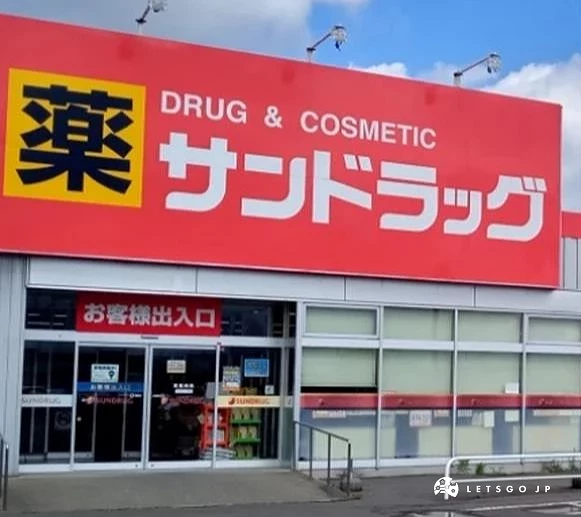 薬
DRUG & COSMETIC
サンドラッグ
お客様出入口
お客様出入口
SUNDRUG
SUNDRUG
SUNDRUG
LETSGO JP